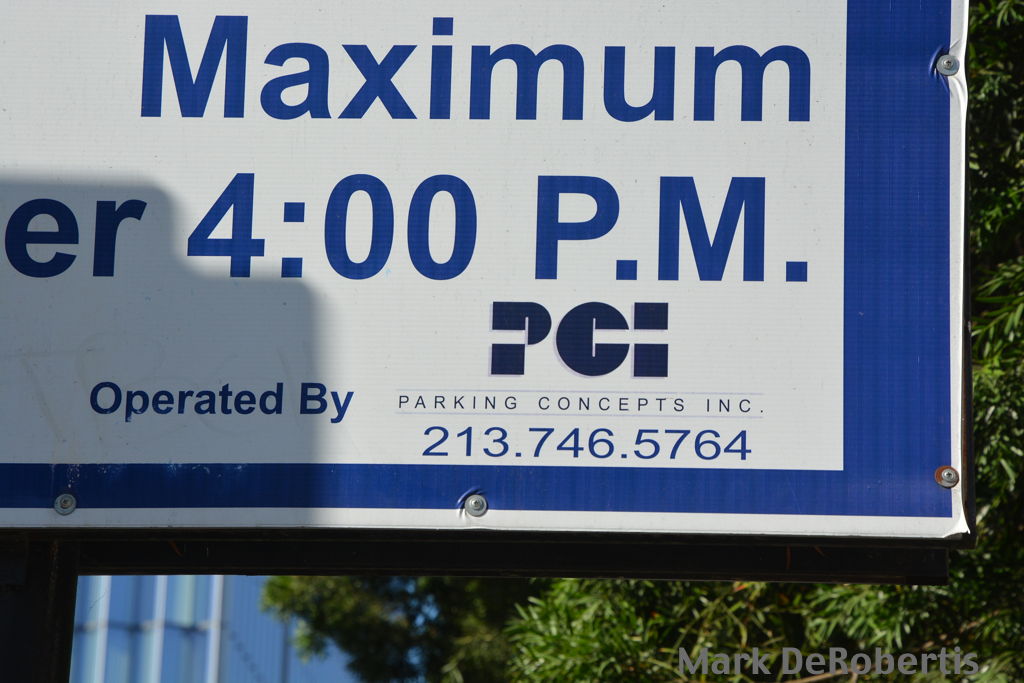 Maximum
er 4:00 P.M.
PCI
Operated By
PARKING CONCEPTS INC.
213.746.5764
Mark DeRobertis